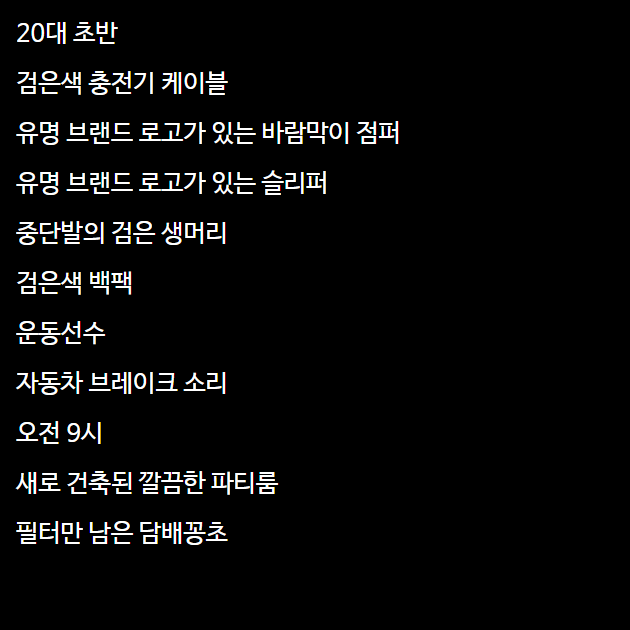 20대 초반
검은색 충전기 케이블
유명 브랜드 로고가 있는 바람막이 점퍼
유명 브랜드 로고가 있는 슬리퍼
중단발의 검은 생머리
검은색 백팩
운동선수
자동차 브레이크 소리
오전 9시
새로 건축된 깔끔한 파티룸
필터만 남은 담배꽁초